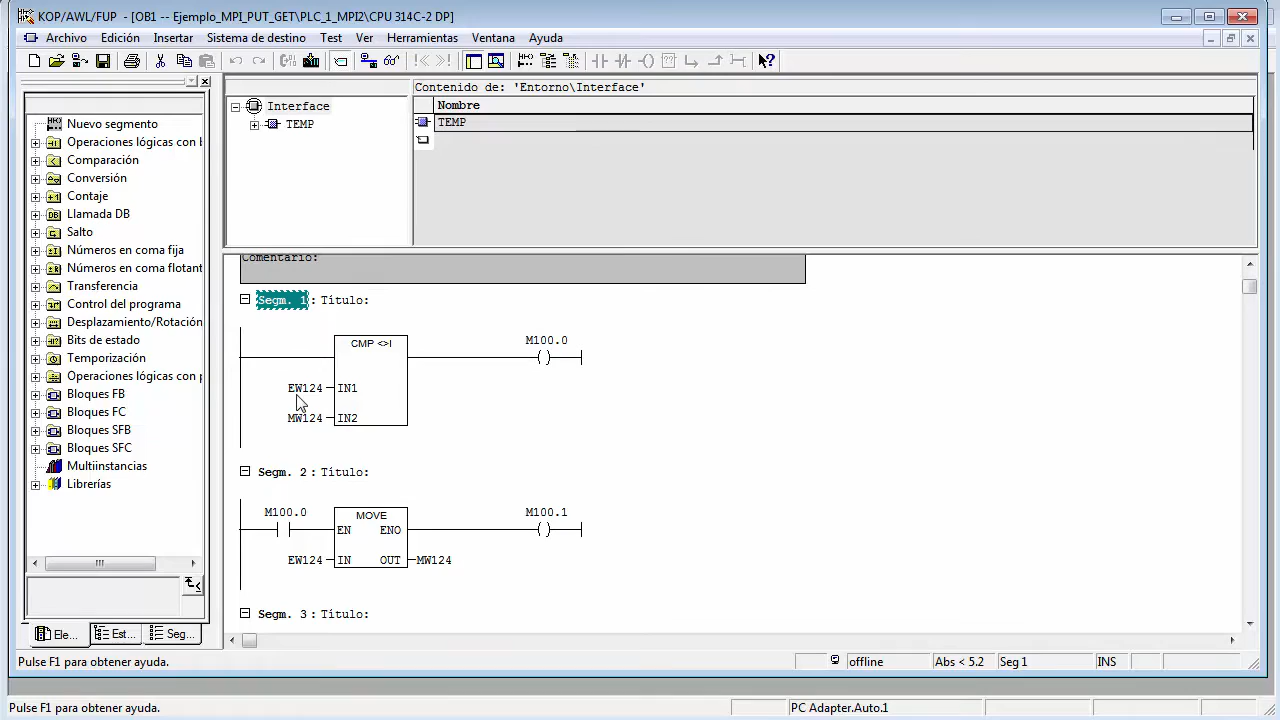 KOP/AWL/FUP - [OB1 -- Ejemplo_MPI_PUT_GET\PLC_1_MPI2\CPU 314C-2 DP]
Archivo Edición Insertar Sistema de destino Test Ver Herramientas Ventana Ayuda
Contenido de: 'Entorno\Interface'
Interface
TEMP
Nombre
TEMP
Nuevo segmento
Operaciones lógicas con b
Comparación
Conversión
Contaje
Llamada DB
Salto
Números en coma fija
Números en coma flotant
Transferencia
Control del programa
Desplazamiento/Rotación
Bits de estado
Temporización
Operaciones lógicas con p
Bloques FB
Bloques FC
Bloques SFB
Bloques SFC
Multiinstancias
Librerías
Ele... Est... Seg...
Comentario:
Segm. 1 : Título:
CMP <>I
M100.0
EW124 IN1
MW124 IN2
Segm. 2 : Título:
M100.0
MOVE
M100.1
EN ENO
EW124 IN OUT MW124
Segm. 3 : Título:
Pulse F1 para obtener ayuda.
offline
Abs < 5.2
Seg 1
INS
Pulse F1 para obtener ayuda.
PC Adapter.Auto.1